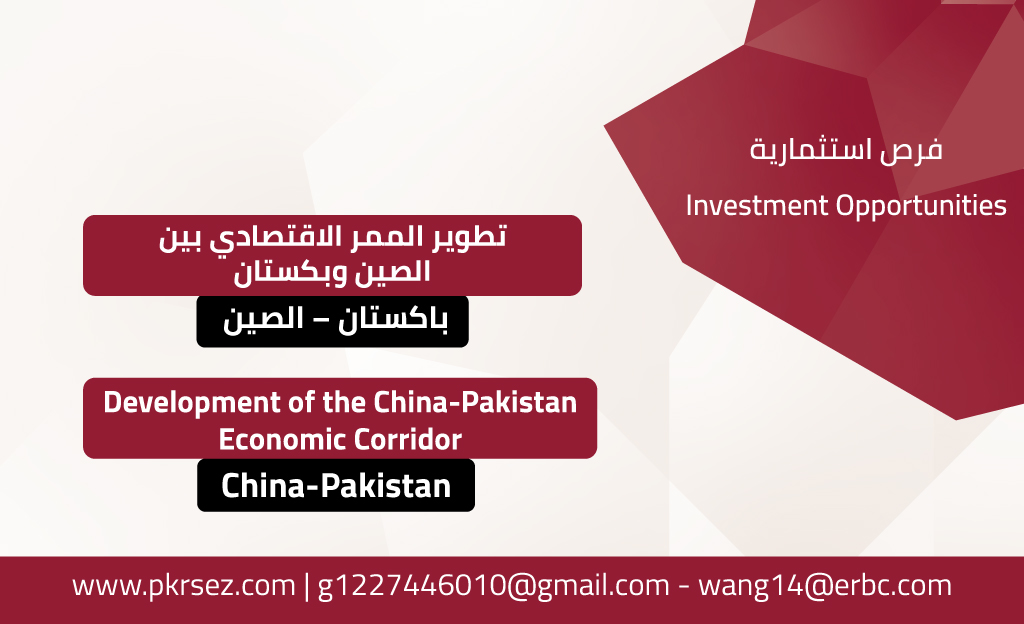 فرص استثمارية
Investment Opportunities
تطوير الممر الاقتصادي بين
الصين وبكستان
باكستان – الصين
Development of the China-Pakistan
Economic Corridor
China-Pakistan
www.pkrsez.com | g1227446010@gmail.com - wang14@erbc.com